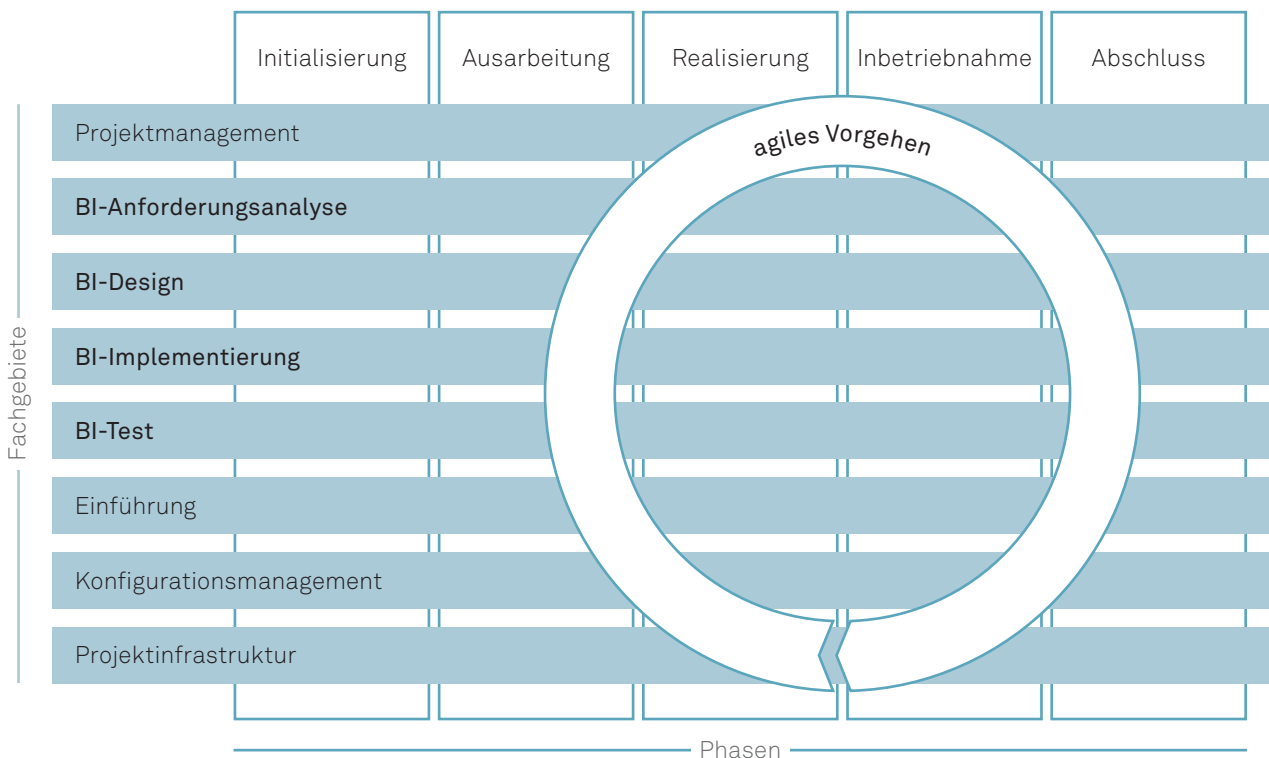 Initialisierung
Ausarbeitung
Realisierung
Inbetriebnahme
Abschluss
Projektmanagement
agiles Vorgehen
BI-Anforderungsanalyse
BI-Design
BI-Implementierung
BI-Test
Einführung
Konfigurationsmanagement
Projektinfrastruktur
Fachgebiete
Phasen